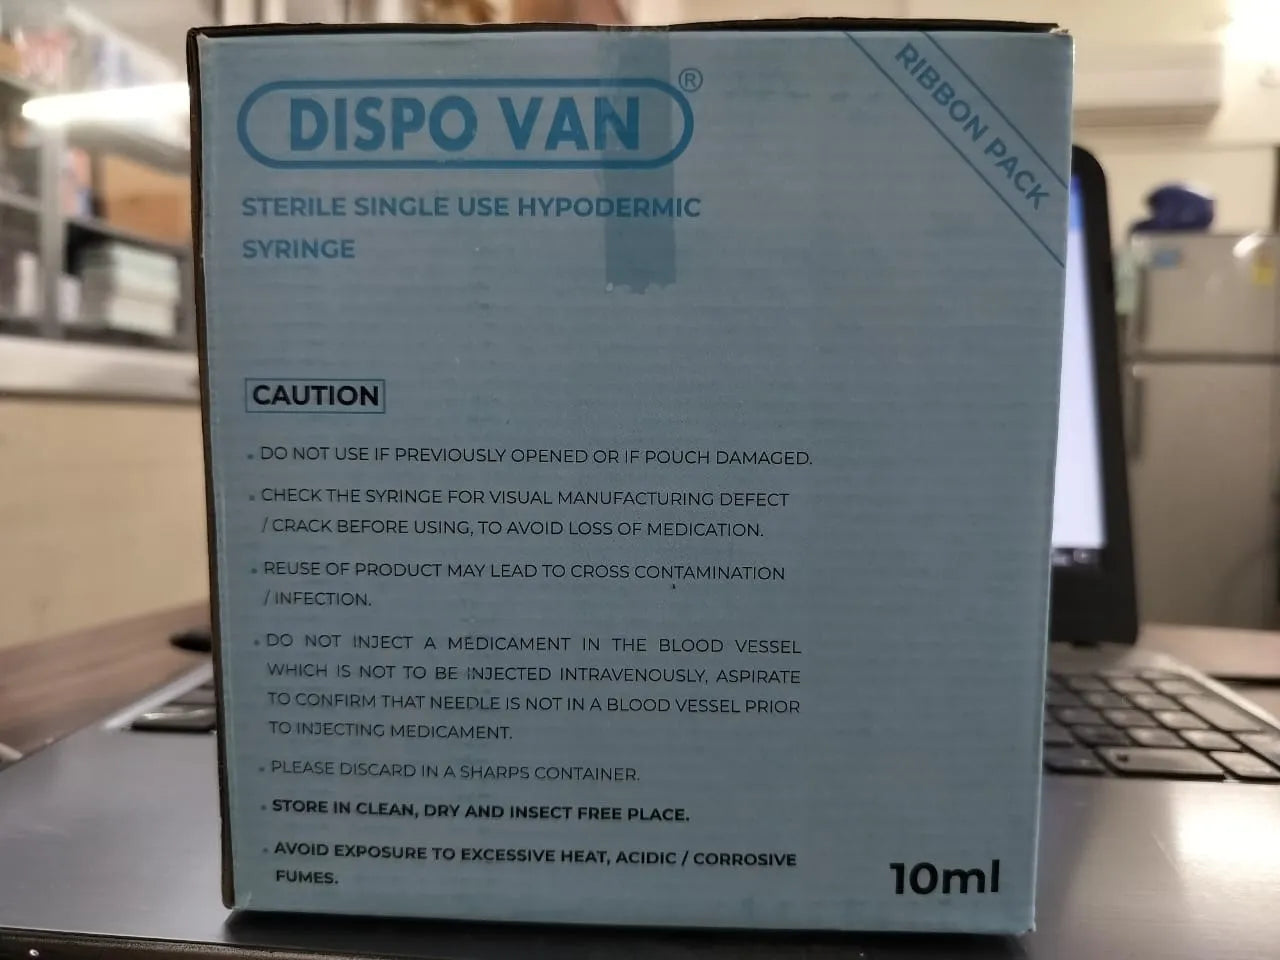 DISPO VAN®
RIBBON PACK
STERILE SINGLE USE HYPODERMIC
SYRINGE
CAUTION
• DO NOT USE IF PREVIOUSLY OPENED OR IF POUCH DAMAGED.
• CHECK THE SYRINGE FOR VISUAL MANUFACTURING DEFECT
/ CRACK BEFORE USING, TO AVOID LOSS OF MEDICATION.
• REUSE OF PRODUCT MAY LEAD TO CROSS CONTAMINATION
/ INFECTION.
• DO NOT INJECT A MEDICAMENT IN THE BLOOD VESSEL
WHICH IS NOT TO BE INJECTED INTRAVENOUSLY, ASPIRATE
TO CONFIRM THAT NEEDLE IS NOT IN A BLOOD VESSEL PRIOR
TO INJECTING MEDICAMENT.
• PLEASE DISCARD IN A SHARPS CONTAINER.
• STORE IN CLEAN, DRY AND INSECT FREE PLACE.
• AVOID EXPOSURE TO EXCESSIVE HEAT, ACIDIC / CORROSIVE
FUMES.
10ml